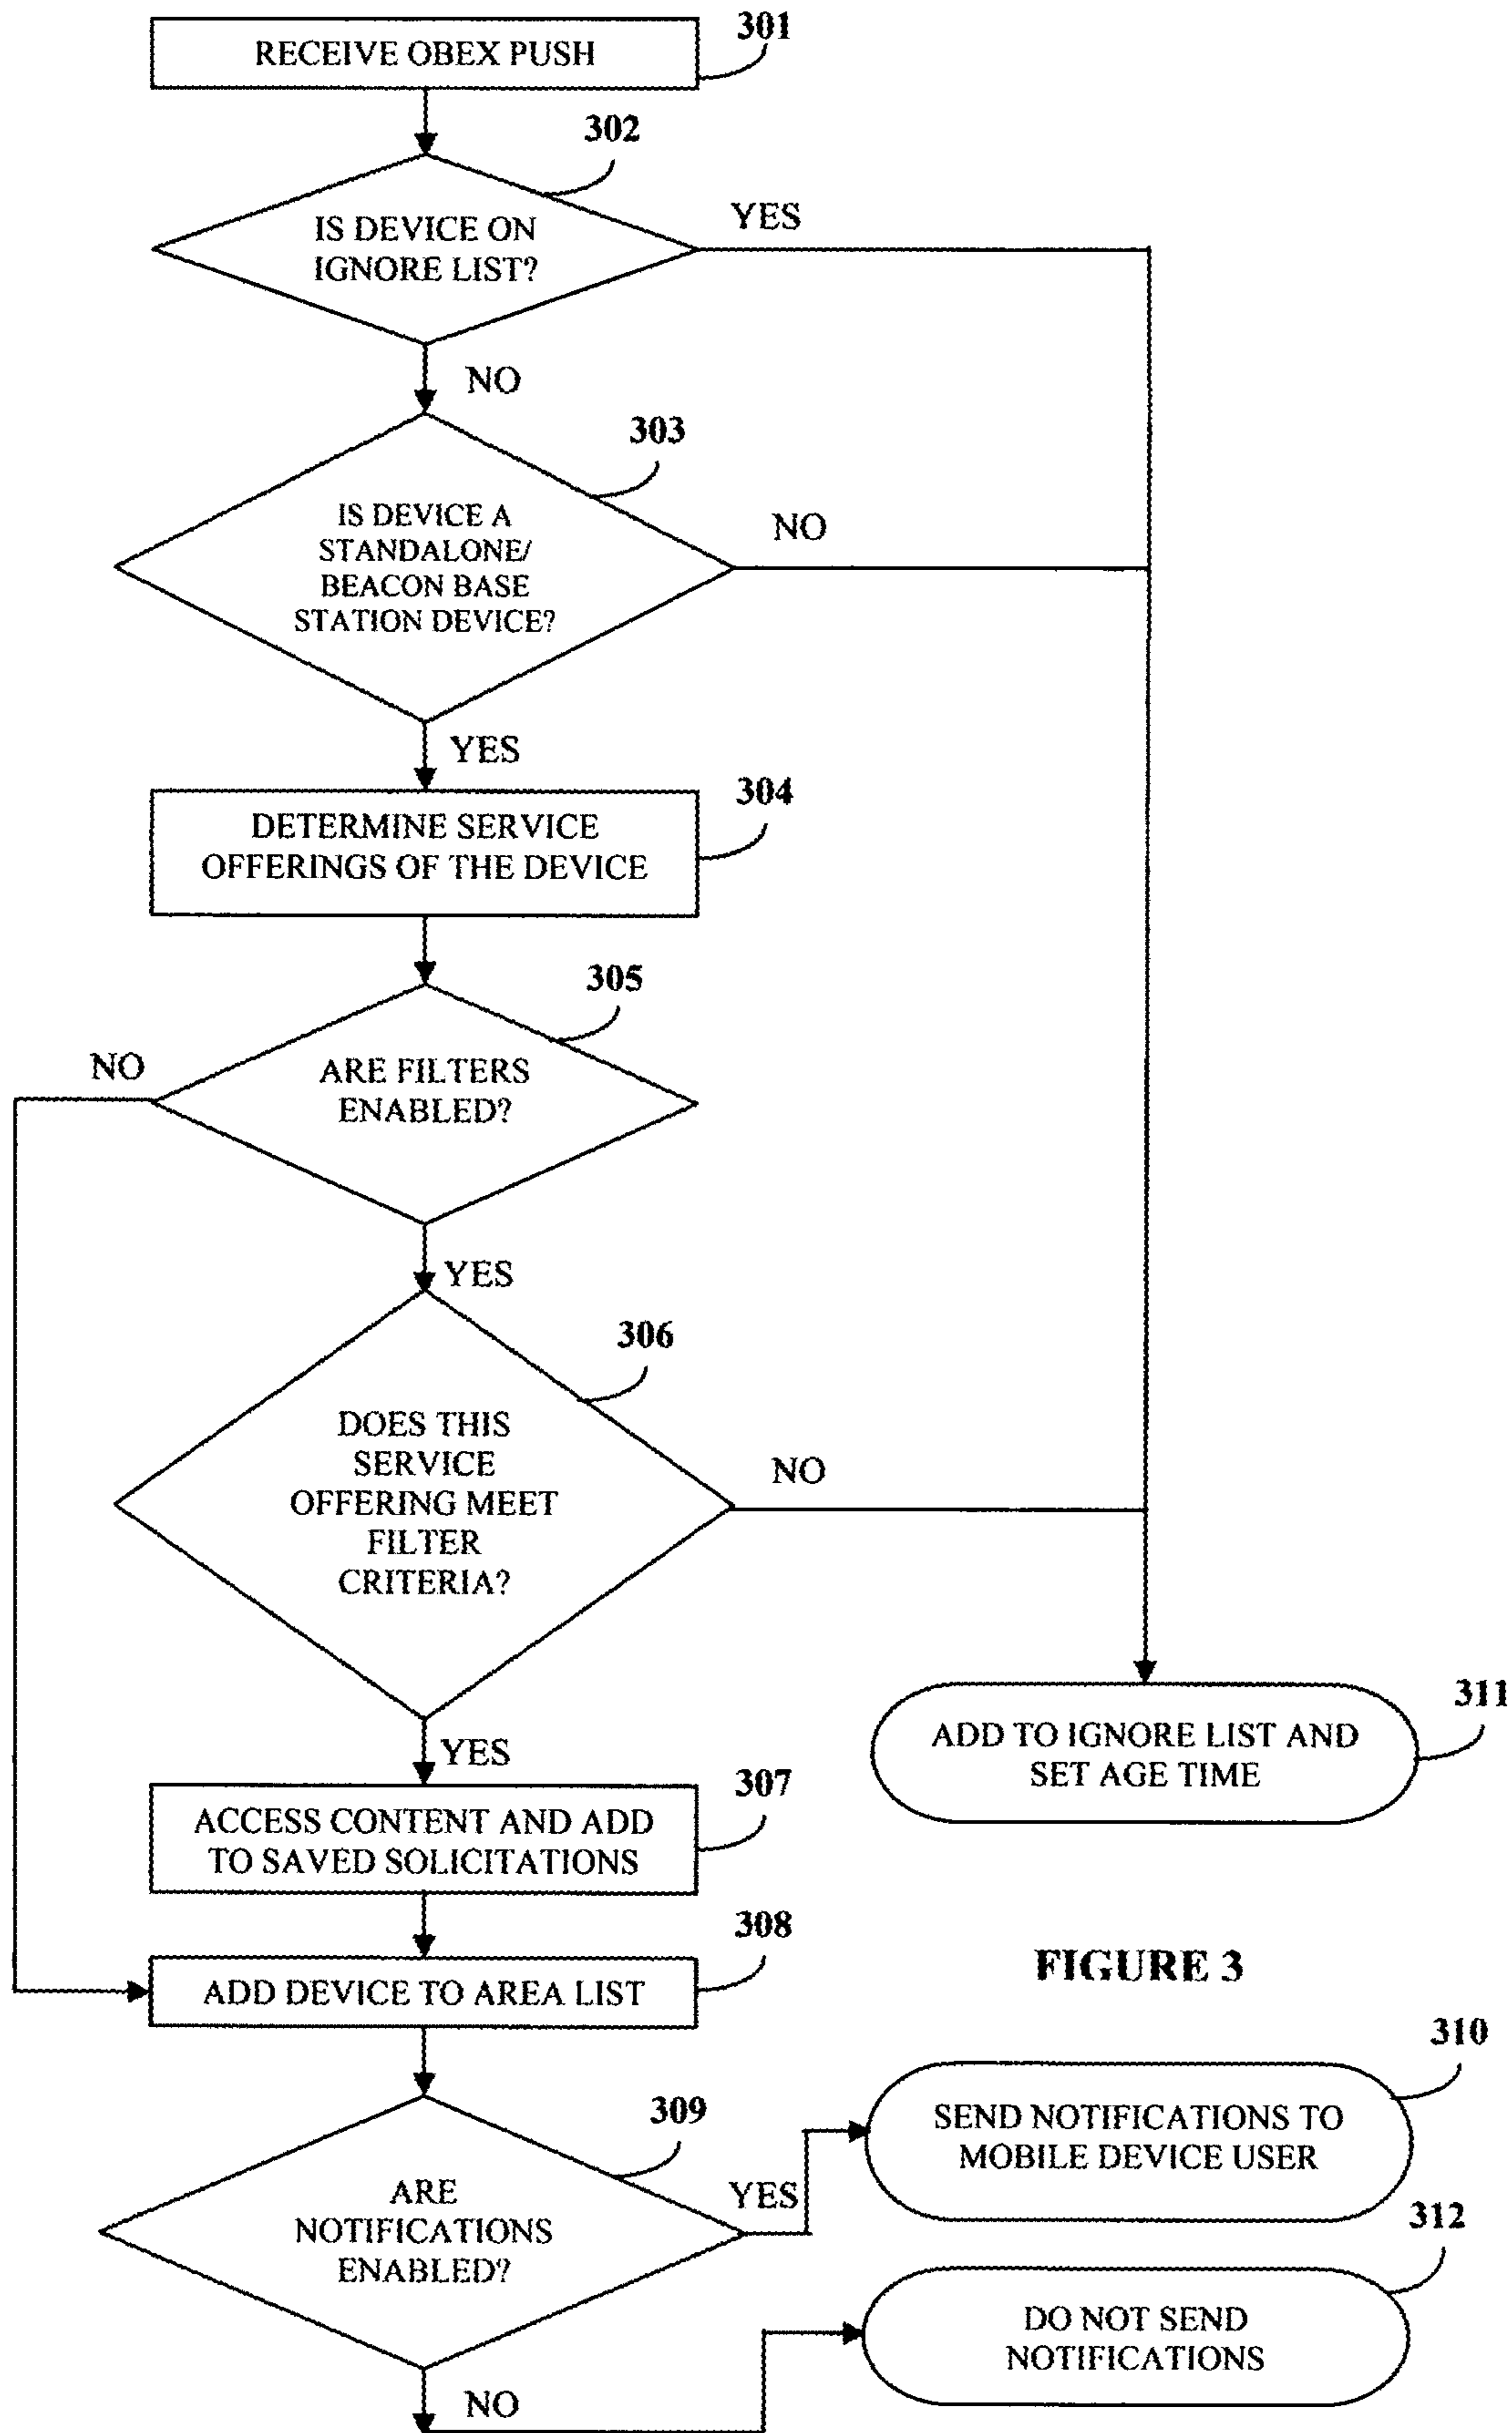 301
RECEIVE OBEX PUSH
302
IS DEVICE ON
IGNORE LIST?
YES
NO
303
IS DEVICE A
STANDALONE/
BEACON BASE
STATION DEVICE?
NO
YES
304
DETERMINE SERVICE
OFFERINGS OF THE DEVICE
305
NO
ARE FILTERS
ENABLED?
YES
306
DOES THIS
SERVICE
OFFERING MEET
FILTER
CRITERIA?
NO
YES
311
ADD TO IGNORE LIST AND
SET AGE TIME
307
ACCESS CONTENT AND ADD
TO SAVED SOLICITATIONS
308
ADD DEVICE TO AREA LIST
FIGURE 3
310
SEND NOTIFICATIONS TO
MOBILE DEVICE USER
309
ARE
NOTIFICATIONS
ENABLED?
YES
312
DO NOT SEND
NOTIFICATIONS
NO